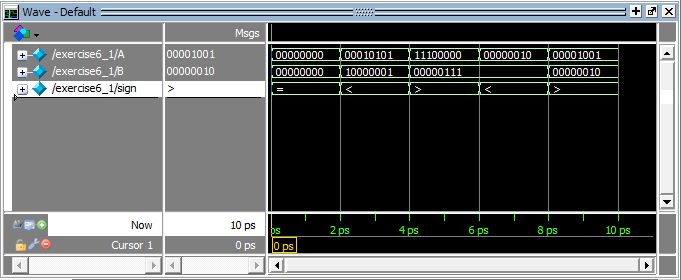 Wave - Default
Msgs
/exercise6_1/A 00001001 00000000 00010101 11100000 00000010 00001001
/exercise6_1/B 00000010 00000000 10000001 00000111 00000010
/exercise6_1/sign > = < > < >
Now 10 ps ps 2 ps 4 ps 6 ps 8 ps 10 ps
Cursor 1 0 ps 0 ps